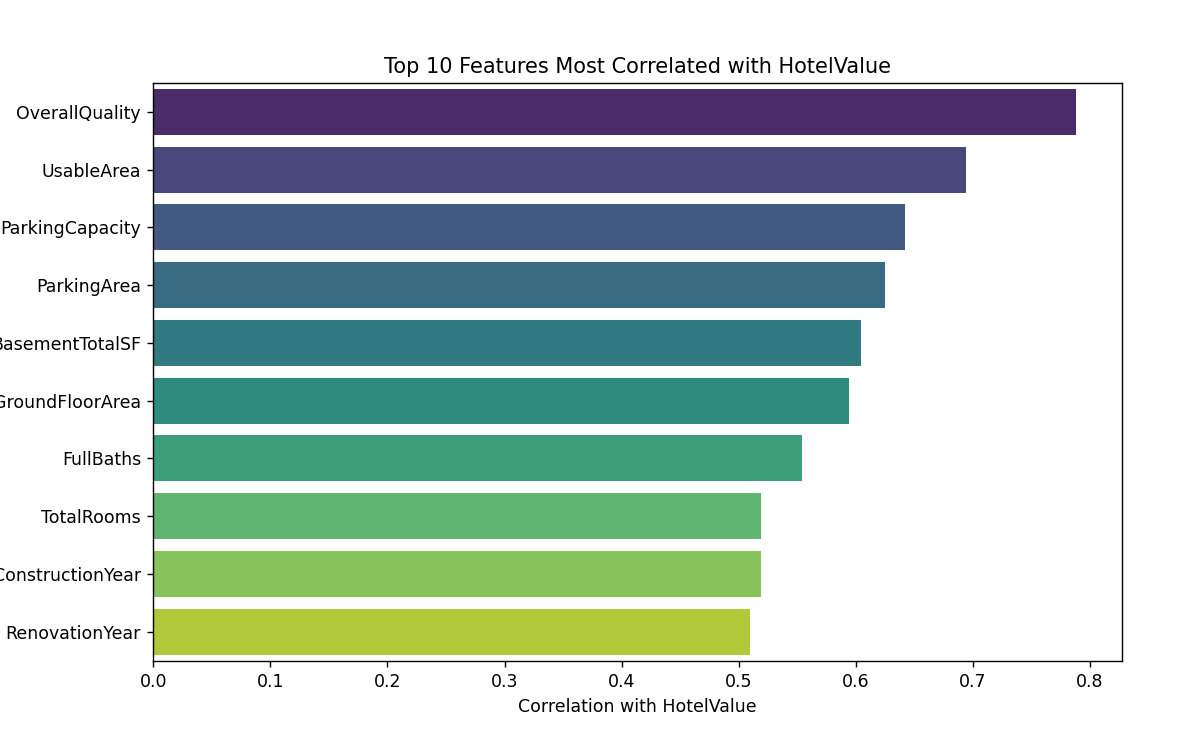 Top 10 Features Most Correlated with HotelValue
OverallQuality
UsableArea
ParkingCapacity
ParkingArea
BasementTotalSF
GroundFloorArea
FullBaths
TotalRooms
ConstructionYear
RenovationYear
0.0 0.1 0.2 0.3 0.4 0.5 0.6 0.7 0.8
Correlation with HotelValue